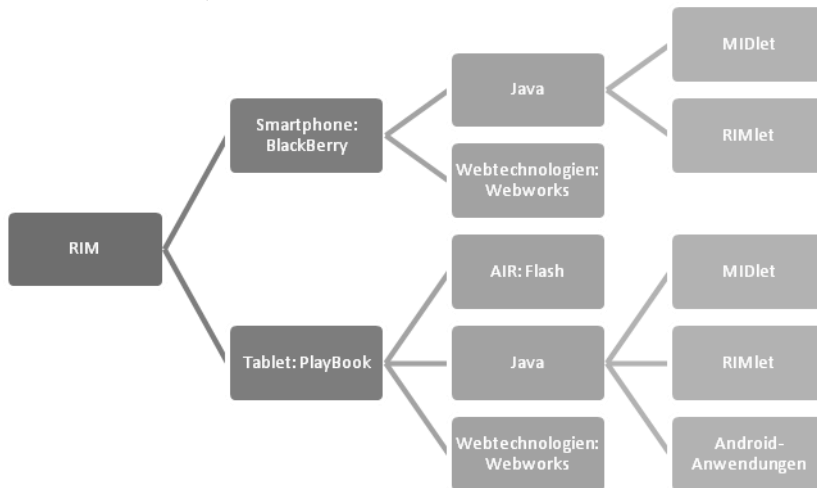 MIDlet
Java
Smartphone:
BlackBerry
RIMlet
Webtechnologien:
Webworks
RIM
AIR: Flash
MIDlet
Tablet: PlayBook
Java
RIMlet
Webtechnologien:
Webworks
Android-
Anwendungen